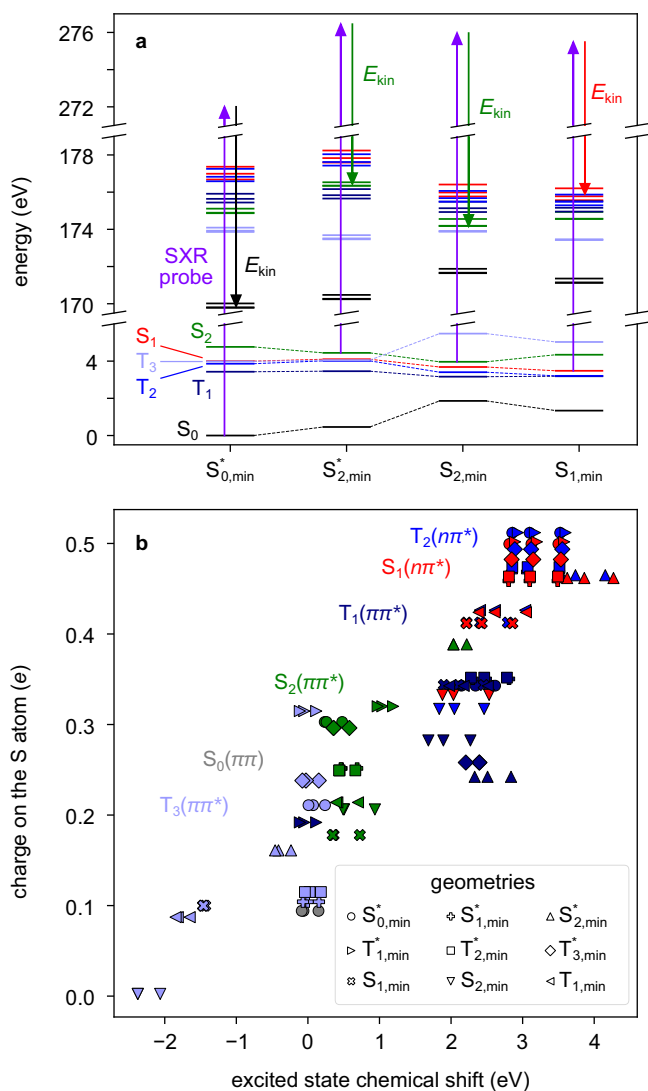 a
276
272
178
174
170
4
0
energy (eV)
E_kin
E_kin
E_kin
SXR
probe
E_kin
S_2
S_1
T_3
T_2
T_1
S_0
S*_0,min
S*_2,min
S_2,min
S_1,min
b
0.5
0.4
0.3
0.2
0.1
0.0
charge on the S atom (e)
T_2(nπ*)
S_1(nπ*)
T_1(ππ*)
S_2(ππ*)
S_0(ππ)
T_3(ππ*)
geometries
S*_0,min S*_1,min S*_2,min
T*_1,min T*_2,min T*_3,min
S_1,min S_2,min T_1,min
−2 −1 0 1 2 3 4
excited state chemical shift (eV)